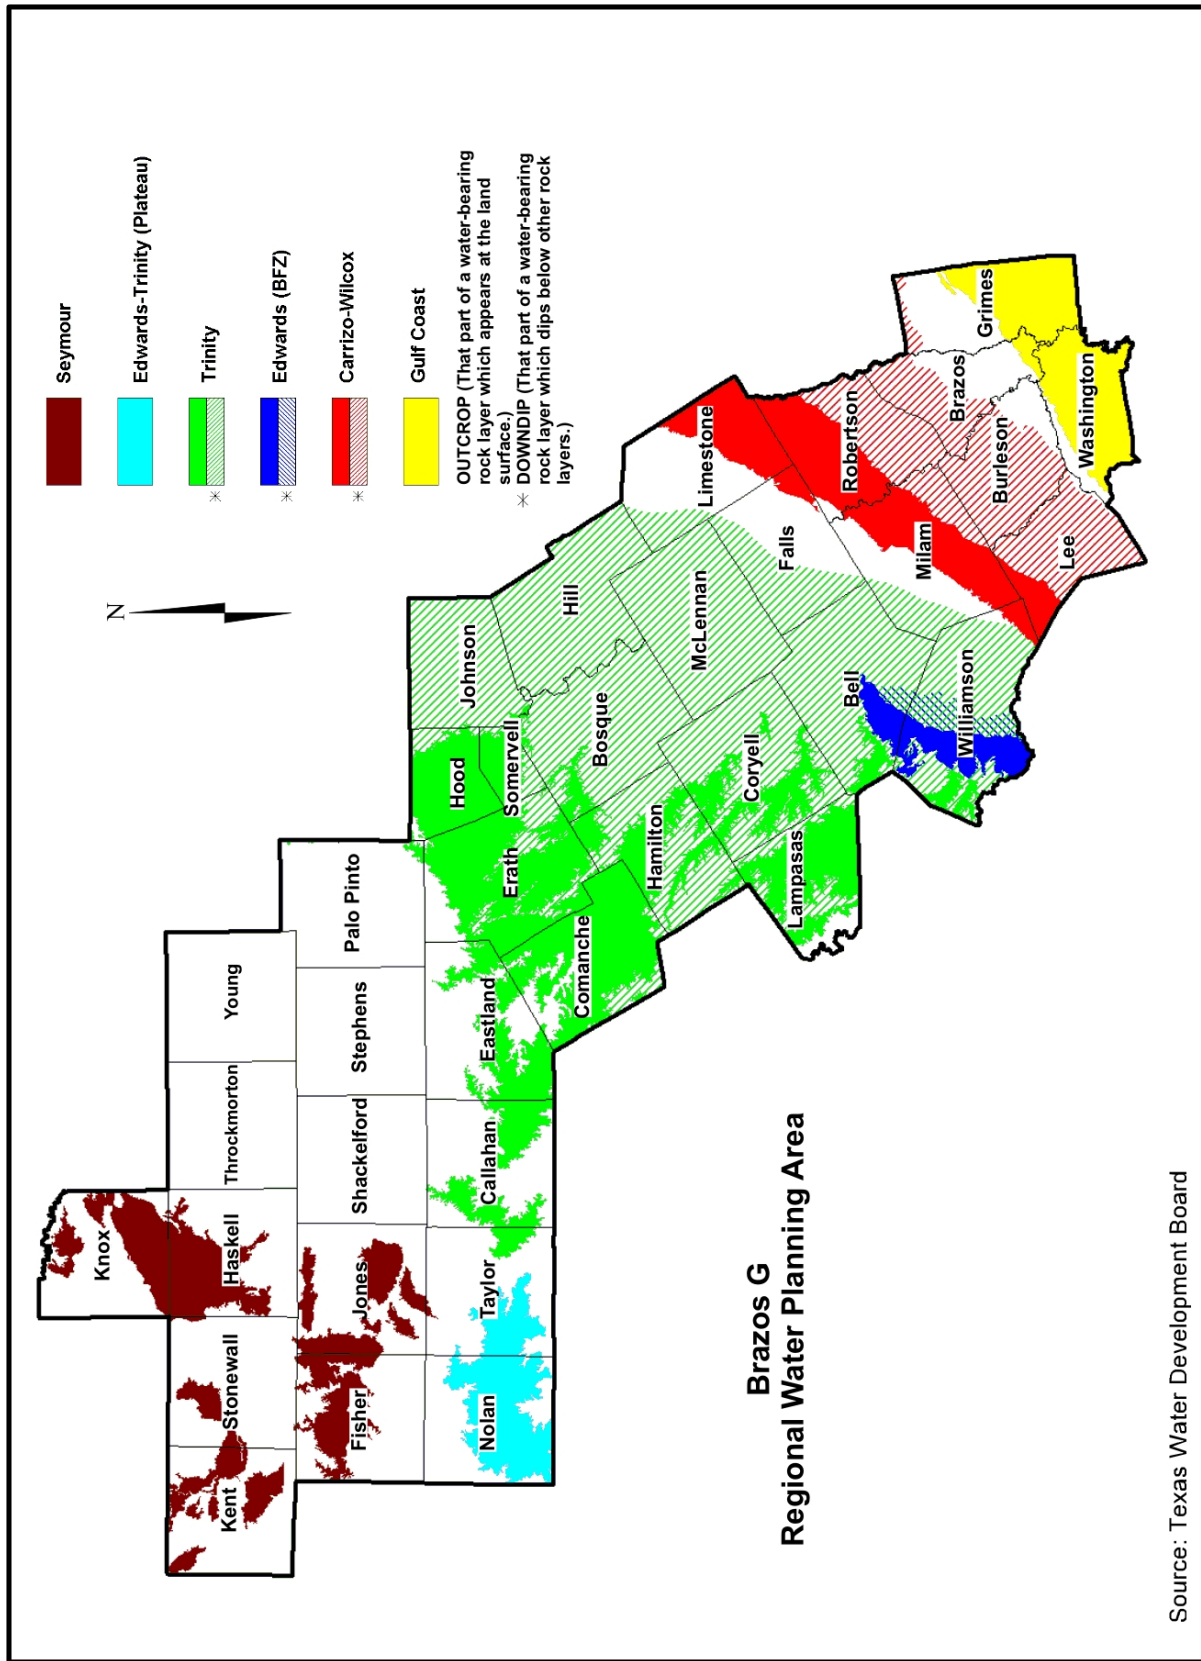 Seymour
Edwards-Trinity (Plateau)
Trinity
* 
Edwards (BFZ)
*
Carrizo-Wilcox
*
Gulf Coast
OUTCROP (That part of a water-bearing
rock layer which appears at the land
surface.)
* DOWNDIP (That part of a water-bearing
rock layer which dips below other rock
layers.)
N
Knox
Kent
Stonewall
Haskell
Throckmorton
Young
Fisher
Jones
Shackelford
Stephens
Palo Pinto
Nolan
Taylor
Callahan
Eastland
Erath
Hood
Somervell
Johnson
Comanche
Hamilton
Bosque
Hill
Lampasas
Coryell
McLennan
Limestone
Bell
Falls
Williamson
Milam
Robertson
Lee
Burleson
Brazos
Grimes
Washington
Brazos G
Regional Water Planning Area
Source: Texas Water Development Board